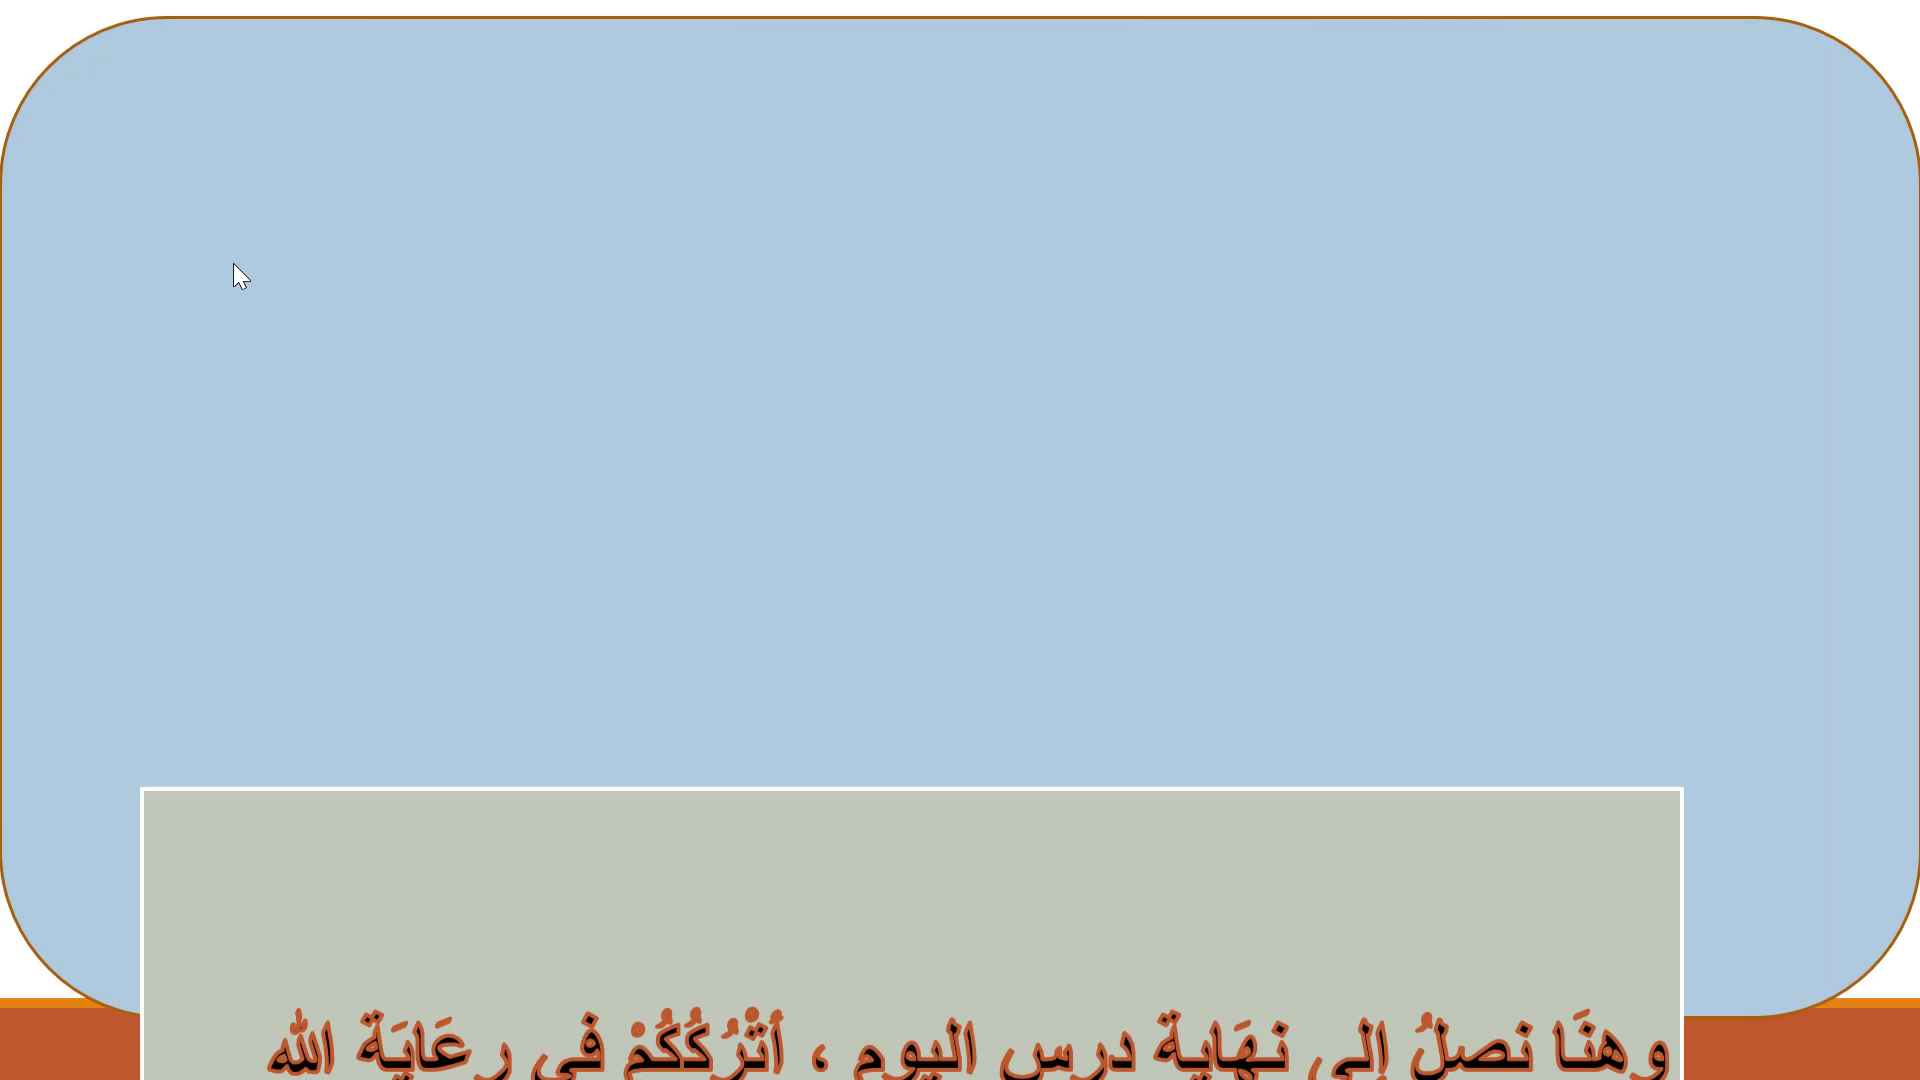 وهنَا نصلُ إلى نهَاية درس اليوم ، أتْرُكُكُمْ في رعَايَة الله